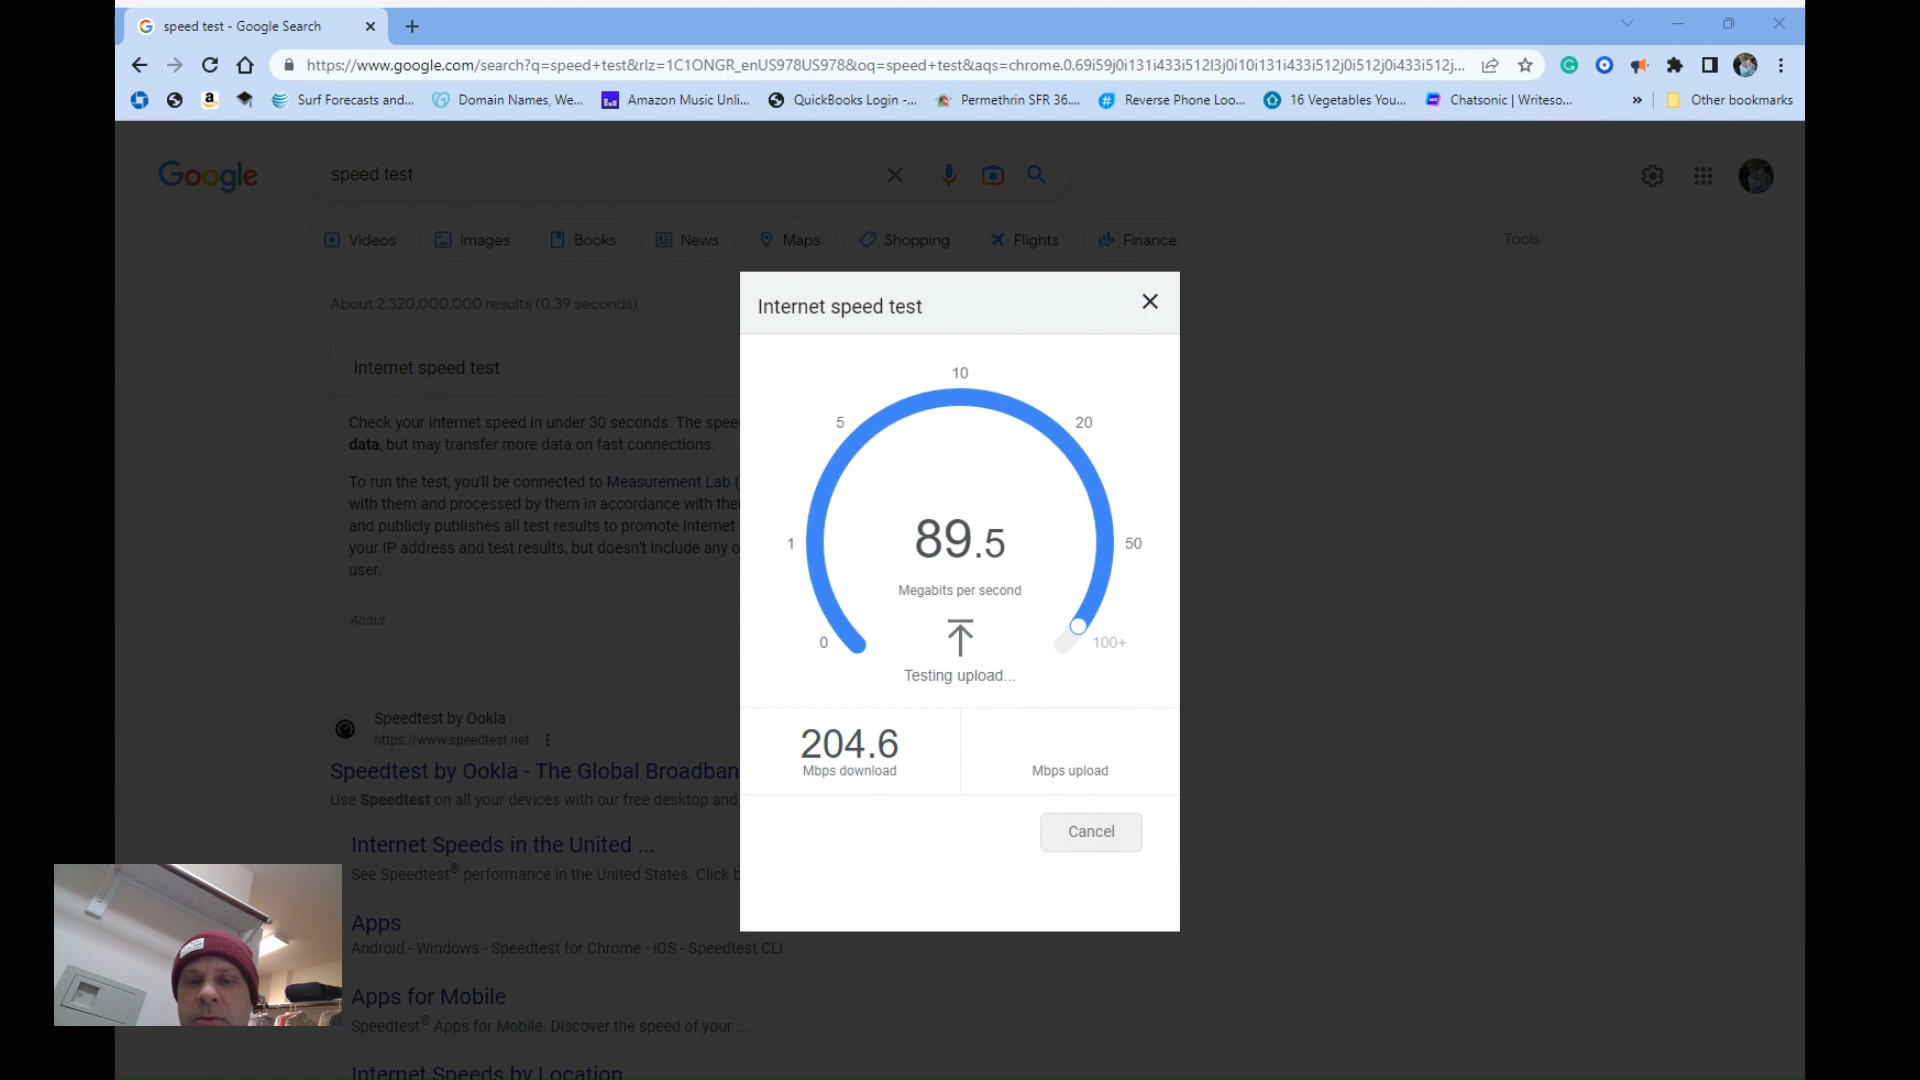 speed test - Google Search
https://www.google.com/search?q=speed+test&rlz=1C1ONGR_enUS978US978&oq=speed+test&aqs=chrome.0.69i59j0i131i433i512l3j0i10i131i433i512j0i512j0i433i512j...
Surf Forecasts and...
Domain Names, We...
Amazon Music Unli...
QuickBooks Login -...
Permethrin SFR 36....
Reverse Phone Loo...
16 Vegetables You...
Chatsonic | Writeso...
»
Other bookmarks
Google
speed test
Videos
Images
Books
News
Maps
Shopping
Flights
Finance
Tools
About 2,320,000,000 results (0.39 seconds)
Internet speed test
Check your internet speed in under 30 seconds. The spee
data, but may transfer more data on fast connections.
To run the test, you'll be connected to Measurement Lab (
with them and processed by them in accordance with thei
and publicly publishes all test results to promote internet
your IP address and test results, but doesn't include any o
user.
About
Speedtest by Ookla
https://www.speedtest.net
Speedtest by Ookla - The Global Broadban
Use Speedtest on all your devices with our free desktop and
Internet Speeds in the United ...
See Speedtest® performance in the United States. Click b
Apps
Android - Windows - Speedtest for Chrome - iOS - Speedtest CLI
Apps for Mobile
Speedtest® Apps for Mobile. Discover the speed of your ...
Internet Speeds by Location
Internet speed test
0
1
5
10
20
50
100+
89.5
Megabits per second
Testing upload...
204.6
Mbps download
Mbps upload
Cancel